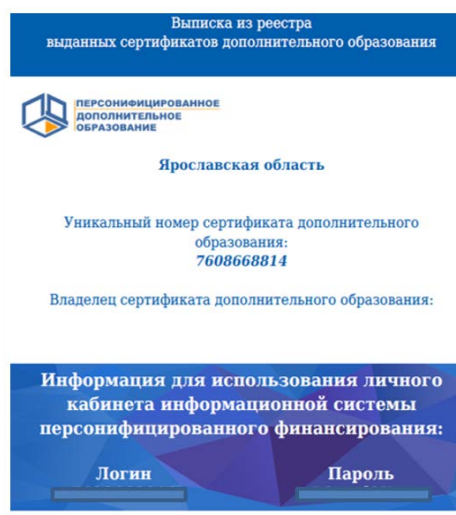 Выписка из реестра
выданных сертификатов дополнительного образования
ПЕРСОНИФИЦИРОВАННОЕ
ДОПОЛНИТЕЛЬНОЕ
ОБРАЗОВАНИЕ
Ярославская область
Уникальный номер сертификата дополнительного
образования:
7608668814
Владелец сертификата дополнительного образования:
Информация для использования личного
кабинета информационной системы
персонифицированного финансирования:
Логин Пароль